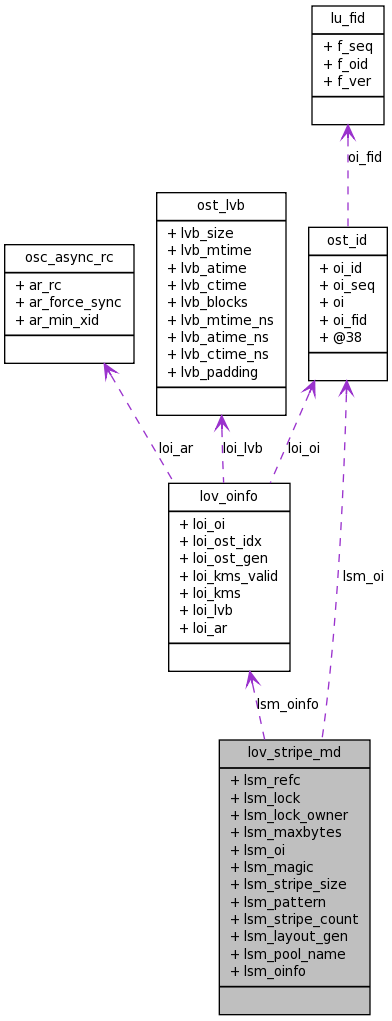 lu_fid
+ f_seq
+ f_oid
+ f_ver
oi_fid
ost_lvb
+ lvb_size
+ lvb_mtime
+ lvb_atime
+ lvb_ctime
+ lvb_blocks
+ lvb_mtime_ns
+ lvb_atime_ns
+ lvb_ctime_ns
+ lvb_padding
ost_id
+ oi_id
+ oi_seq
+ oi
+ oi_fid
+ @38
osc_async_rc
+ ar_rc
+ ar_force_sync
+ ar_min_xid
loi_ar
loi_lvb
loi_oi
lov_oinfo
+ loi_oi
+ loi_ost_idx
+ loi_ost_gen
+ loi_kms_valid
+ loi_kms
+ loi_lvb
+ loi_ar
lsm_oi
lsm_oinfo
lov_stripe_md
+ lsm_refc
+ lsm_lock
+ lsm_lock_owner
+ lsm_maxbytes
+ lsm_oi
+ lsm_magic
+ lsm_stripe_size
+ lsm_pattern
+ lsm_stripe_count
+ lsm_layout_gen
+ lsm_pool_name
+ lsm_oinfo